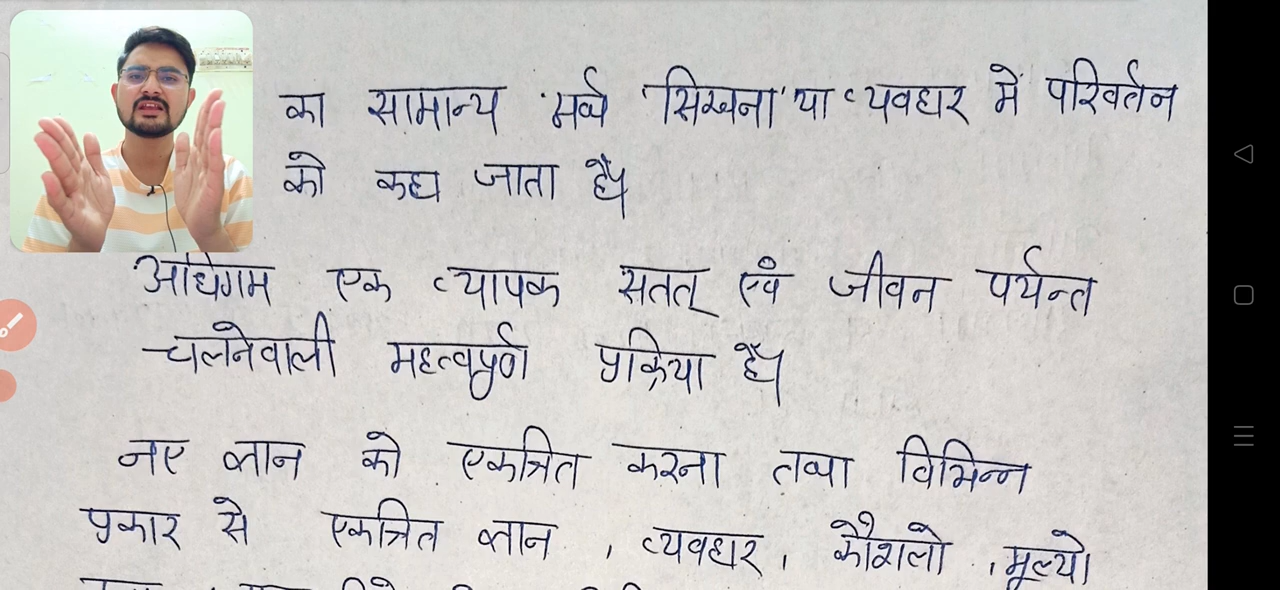 का सामान्य अर्थ 'सिखना' या व्यवहार में परिवर्तन
को कहा जाता है।
अधिगम एक व्यापक सतत् एवं जीवन पर्यन्त
चलनेवाली महत्वपूर्ण प्रक्रिया है।
नए ज्ञान को एकत्रित करना तथा विभिन्न
प्रकार से एकत्रित ज्ञान , व्यवहार , कौशलो , मूल्यो